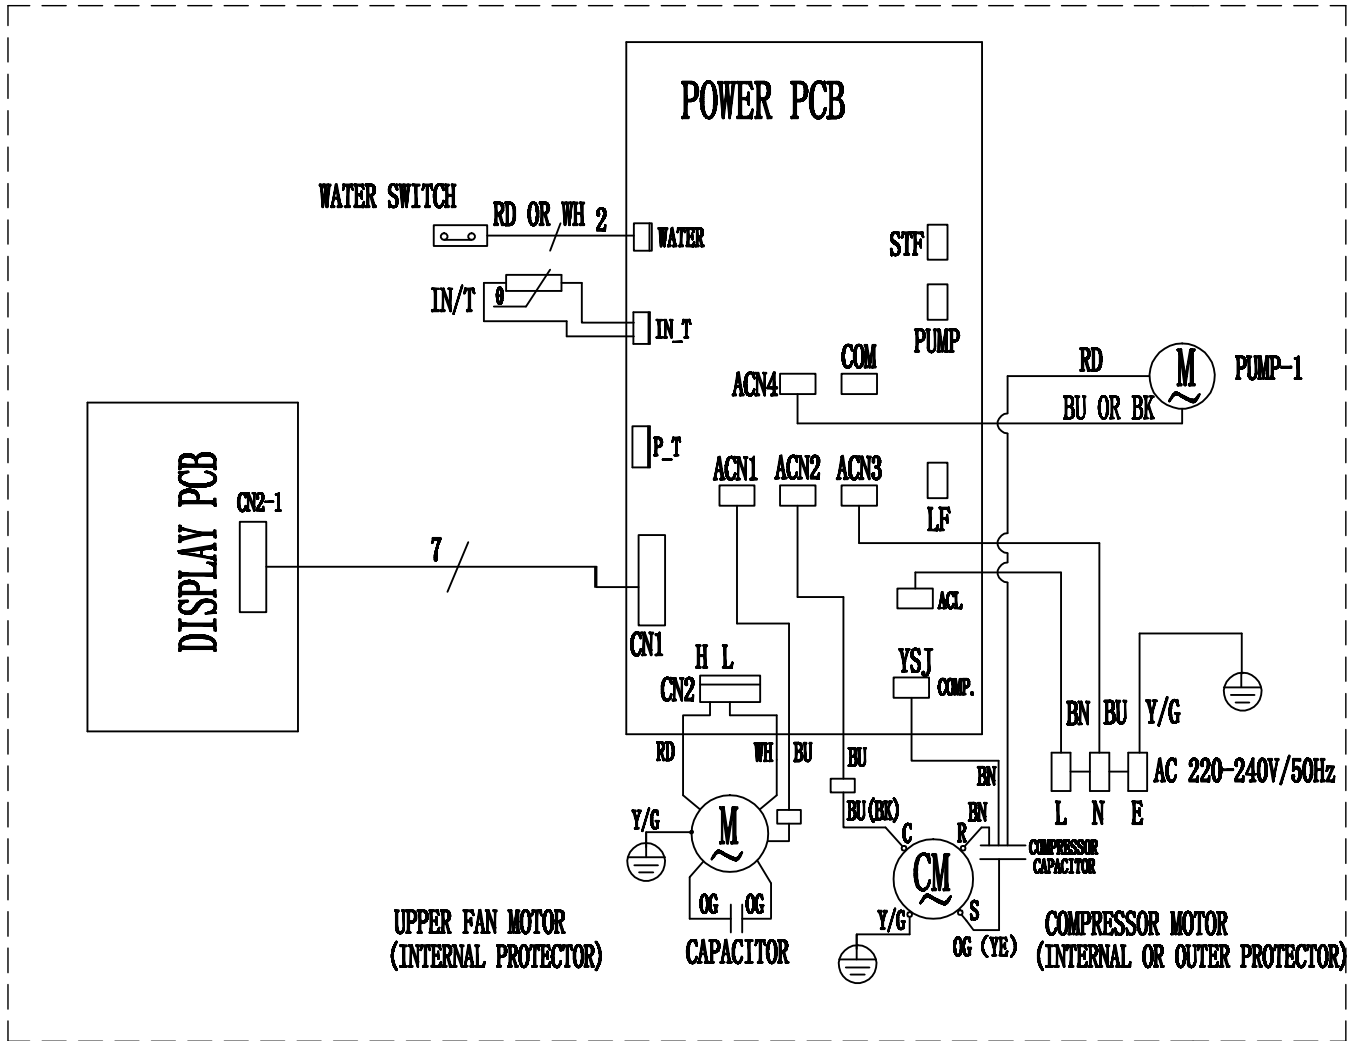 POWER PCB
WATER SWITCH
RD OR WH 2
WATER
STF
IN/T
θ
IN_T
PUMP
COM
ACN4
RD
M
PUMP-1
BU OR BK
DISPLAY PCB
CN2-1
P_T
ACN1
ACN2
ACN3
LF
7
CN1
ACL
H L
CN2
YSJ
COMP.
RD
WH
BU
BU
BN
BN
BU
Y/G
AC 220-240V/50Hz
L N E
Y/G
M
BU(BK)
C
R
BN
COMPRESSOR
CAPACITOR
CM
OG
OG
CAPACITOR
Y/G
S
OG (YE)
UPPER FAN MOTOR
(INTERNAL PROTECTOR)
COMPRESSOR MOTOR
(INTERNAL OR OUTER PROTECTOR)